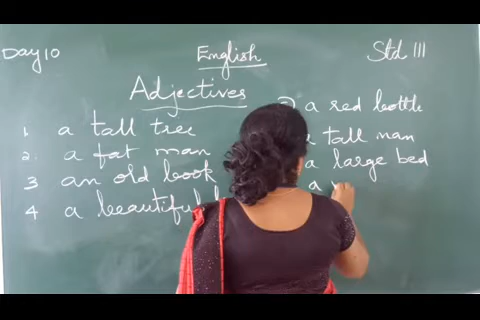 Day 10 English Std III
Adjectives
1. a tall tree
2. a fat man
3 an old book
4 a beautiful
a red bottle
a tall man
a large bed
a